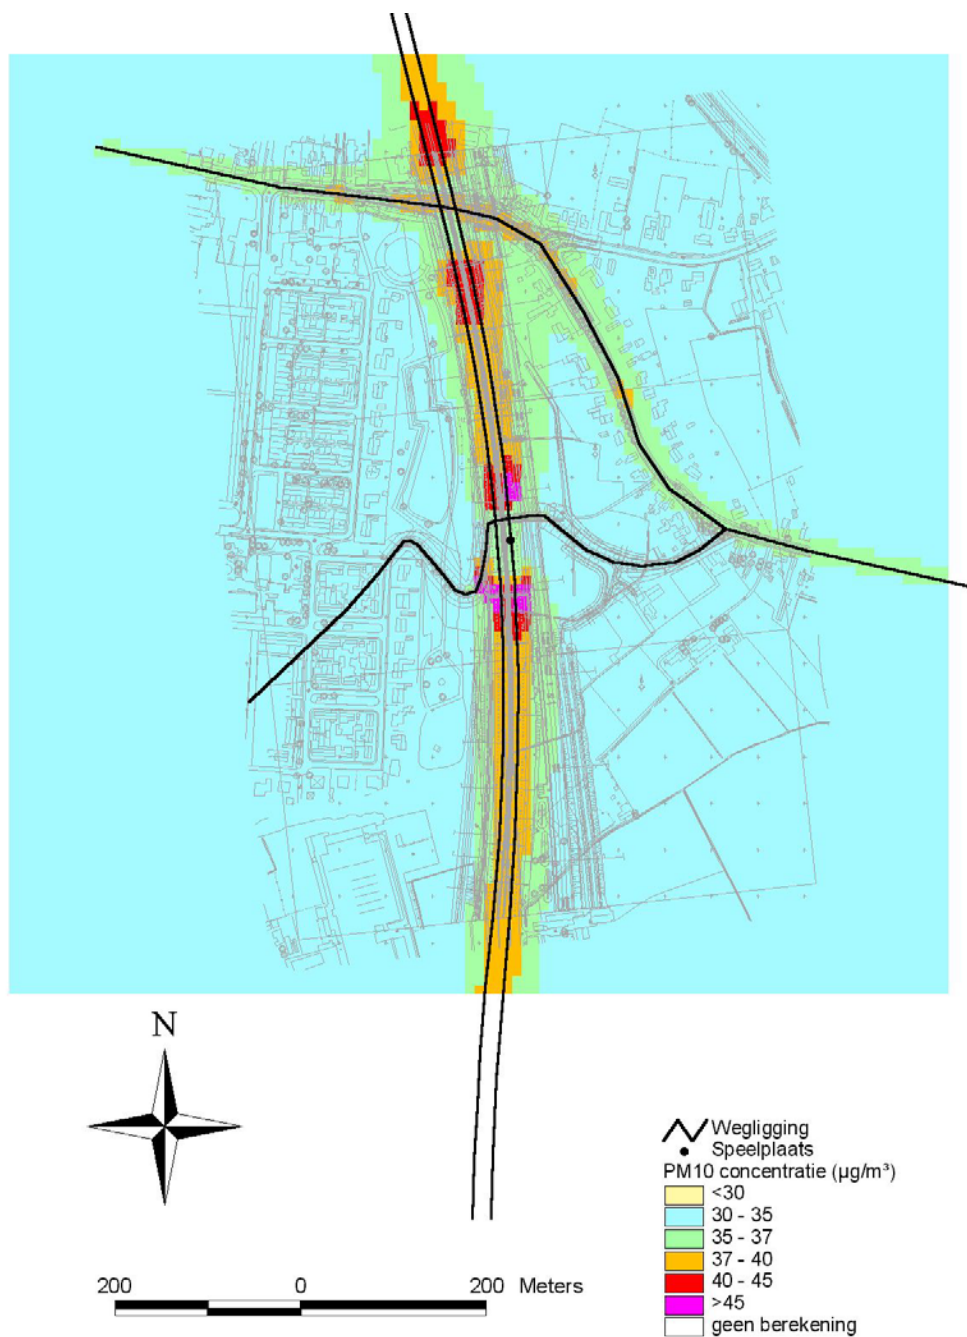 N
Wegligging
Speelplaats
PM10 concentratie (µg/m³)
<30
30 - 35
35 - 37
37 - 40
40 - 45
>45
geen berekening
200 0 200 Meters